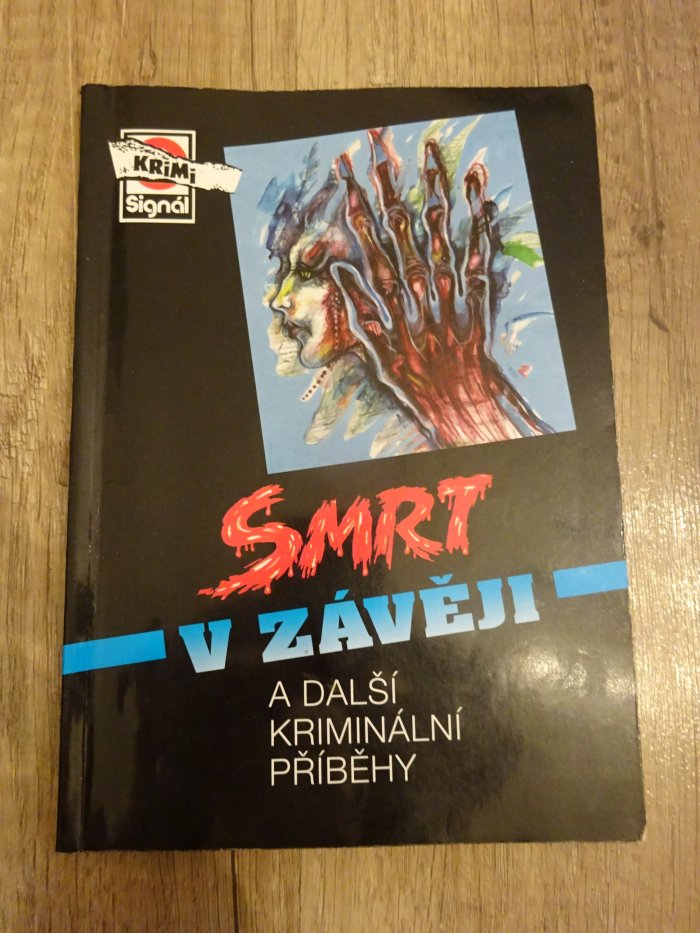 KRiMi
Signál
SMRT
V ZÁVĚJI
A DALŠÍ
KRIMINÁLNÍ
PŘÍBĚHY